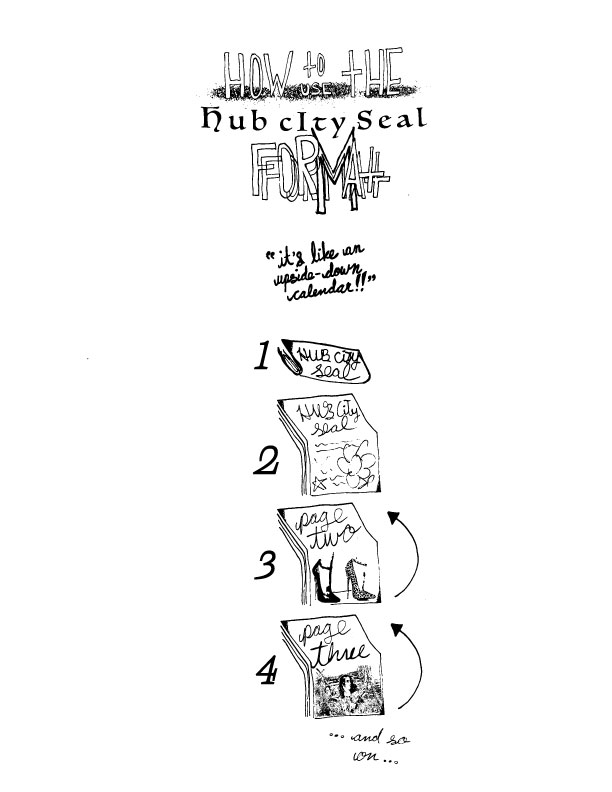 HOW to THE
USE
Hub cIty Seal
FORMAtt
"it's like an
upside-down
calendar!!"
1
HUB city
seal
HUB City
seal
2
page
two
3
page
three
4
... and so
on...